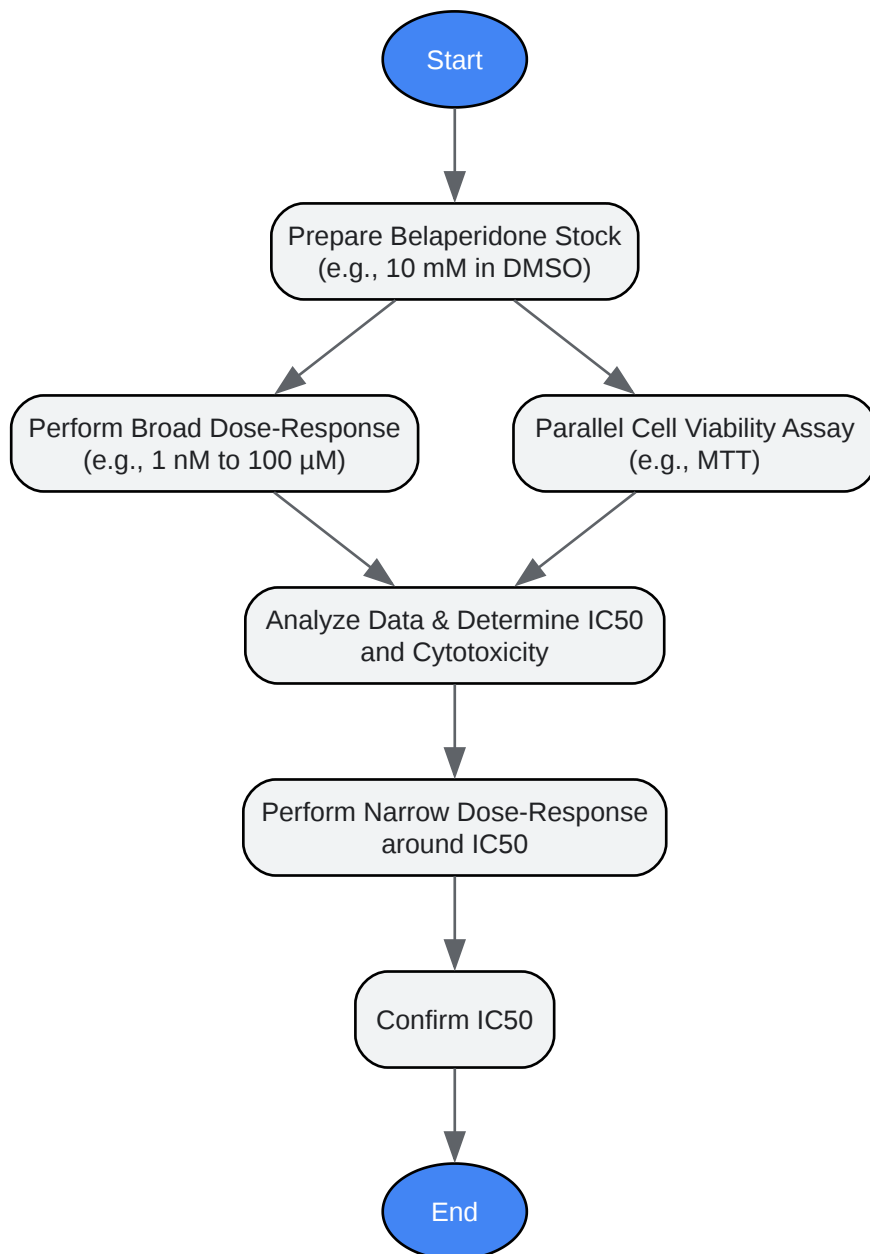 Start
Prepare Belaperidone Stock
(e.g., 10 mM in DMSO)
Perform Broad Dose-Response
(e.g., 1 nM to 100 µM)
Parallel Cell Viability Assay
(e.g., MTT)
Analyze Data & Determine IC50
and Cytotoxicity
Perform Narrow Dose-Response
around IC50
Confirm IC50
End